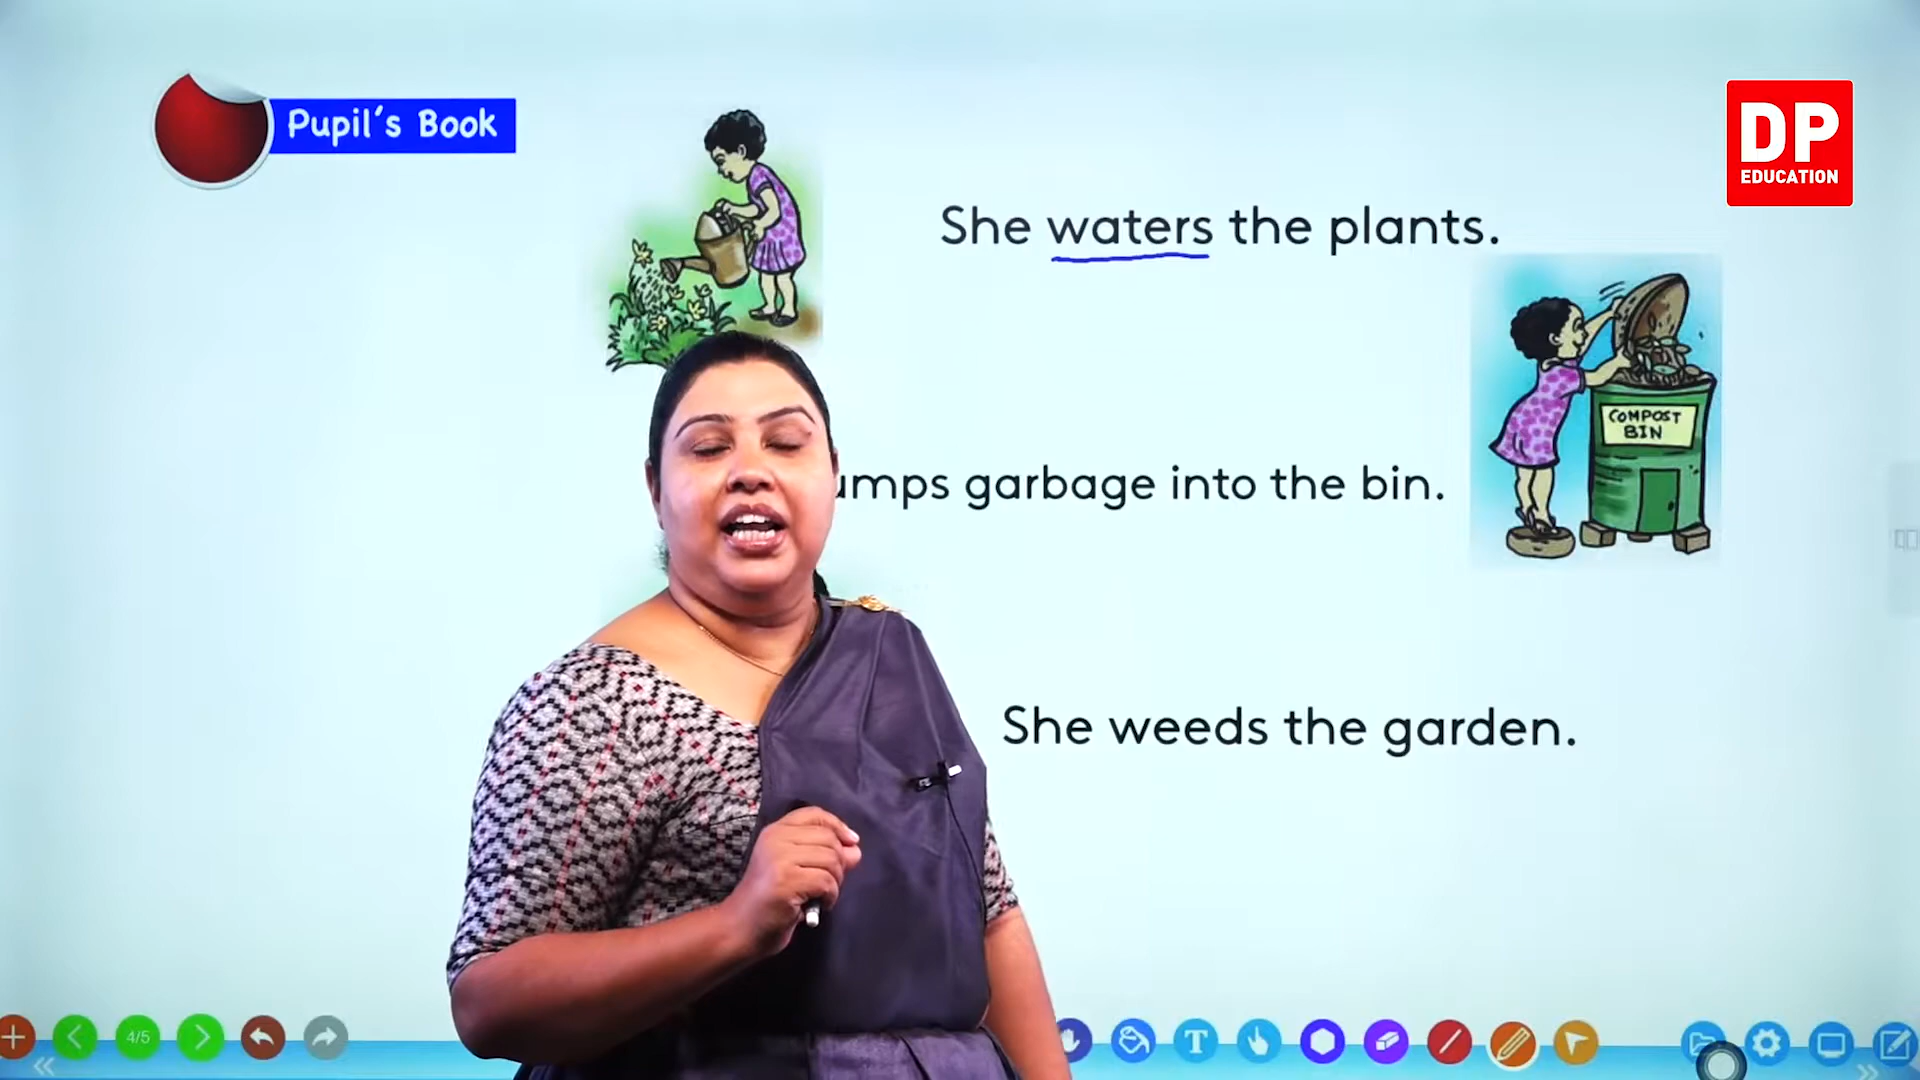 Pupil's Book
DP
EDUCATION
She waters the plants.
COMPOST
BIN
garbage into the bin.
She weeds the garden.
4/5
T